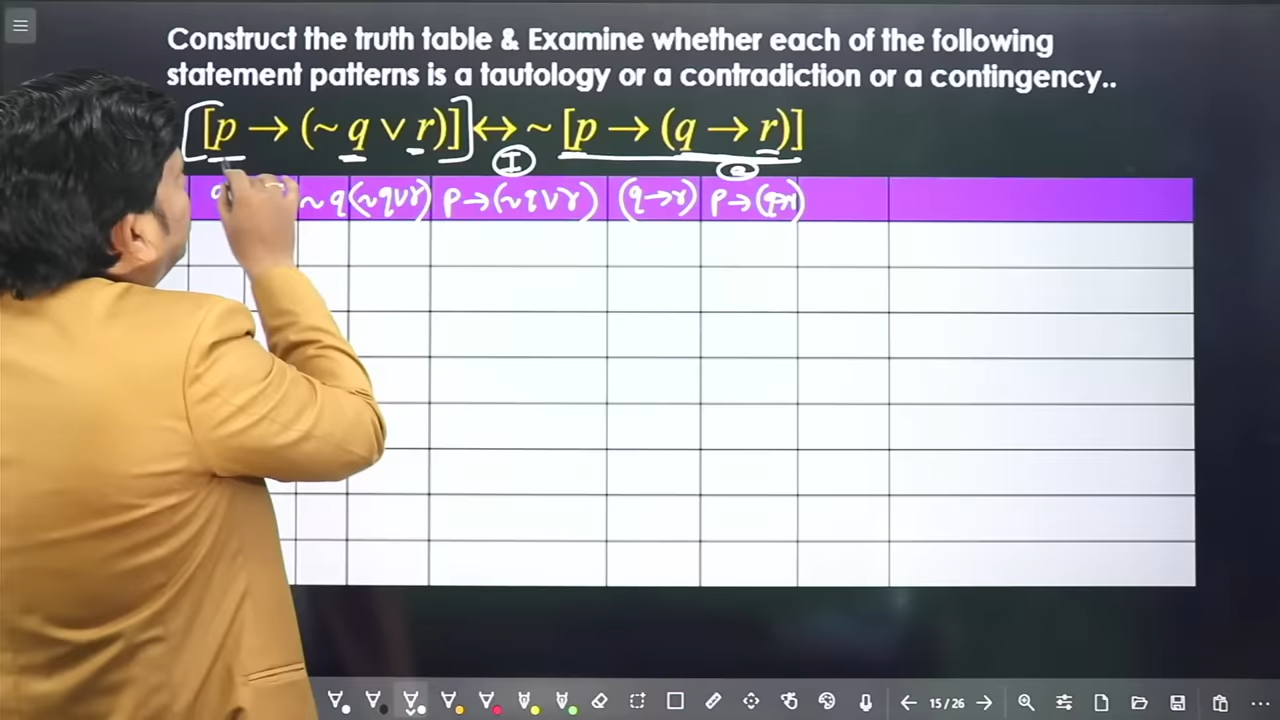 Construct the truth table & Examine whether each of the following
statement patterns is a tautology or a contradiction or a contingency..
[p → (~ q ∨ r)] ↔ ~ [p → (q → r)]
I a
q ~q (~q∨r) p→(~q∨r) (q→r) p→(q→r)
15/26